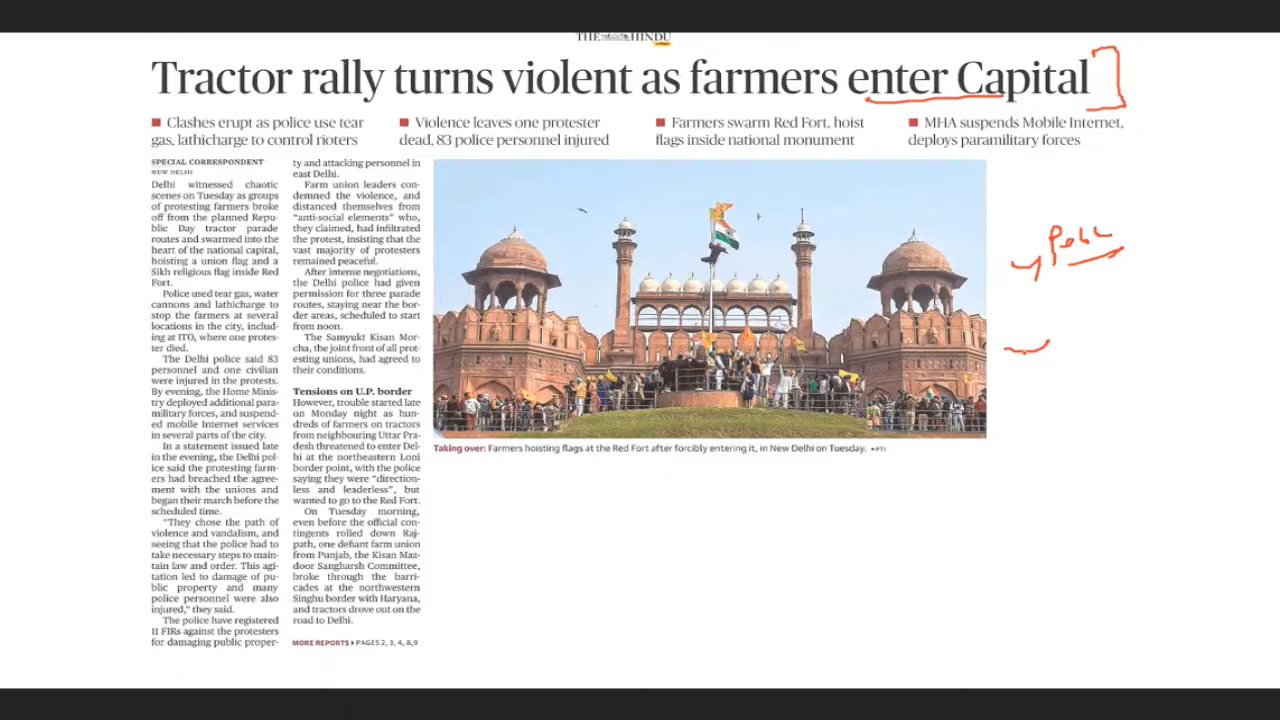 THE HINDU
Tractor rally turns violent as farmers enter Capital
Clashes erupt as police use tear
gas, lathicharge to control rioters
Violence leaves one protester
dead, 83 police personnel injured
Farmers swarm Red Fort, hoist
flags inside national monument
MHA suspends Mobile Internet,
deploys paramilitary forces
SPECIAL CORRESPONDENT
NEW DELHI
Delhi witnessed chaotic
scenes on Tuesday as groups
of protesting farmers broke
off from the planned Repu-
blic Day tractor parade
routes and swarmed into the
heart of the national capital,
hoisting a union flag and a
Sikh religious flag inside Red
Fort.
Police used tear gas, water
cannons and lathicharge to
stop the farmers at several
locations in the city, includ-
ing at ITO, where one protes-
ter died.
The Delhi police said 83
personnel and one civilian
were injured in the protests.
By evening, the Home Minis-
try deployed additional para-
military forces, and suspend-
ed mobile Internet services
in several parts of the city.
In a statement issued late
in the evening, the Delhi pol-
ice said the protesting farm-
ers had breached the agree-
ment with the unions and
began their march before the
scheduled time.
"They chose the path of
violence and vandalism, and
seeing that the police had to
take necessary steps to main-
tain law and order. This agi-
tation led to damage of pu-
blic property and many
police personnel were also
injured," they said.
The police have registered
11 FIRs against the protesters
for damaging public proper-
ty and attacking personnel in
east Delhi.
Farm union leaders con-
demned the violence, and
distanced themselves from
"anti-social elements" who,
they claimed, had infiltrated
the protest, insisting that the
vast majority of protesters
remained peaceful.
After intense negotiations,
the Delhi police had given
permission for three parade
routes, staying near the bor-
der areas, scheduled to start
from noon.
The Samyukt Kisan Mor-
cha, the joint front of all prot-
esting unions, had agreed to
their conditions.
Tensions on U.P. border
However, trouble started late
on Monday night as hun-
dreds of farmers on tractors
from neighbouring Uttar Pra-
desh threatened to enter Del-
hi at the northeastern Loni
border point, with the police
saying they were "direction-
less and leaderless", but
wanted to go to the Red Fort.
On Tuesday morning,
even before the official con-
tingents rolled down Raj-
path, one defiant farm union
from Punjab, the Kisan Maz-
door Sangharsh Committee,
broke through the barri-
cades at the northwestern
Singhu border with Haryana,
and tractors drove out on the
road to Delhi.
MORE REPORTS PAGES 2, 3, 4, 8,9
Taking over: Farmers hoisting flags at the Red Fort after forcibly entering it, in New Delhi on Tuesday. PTI